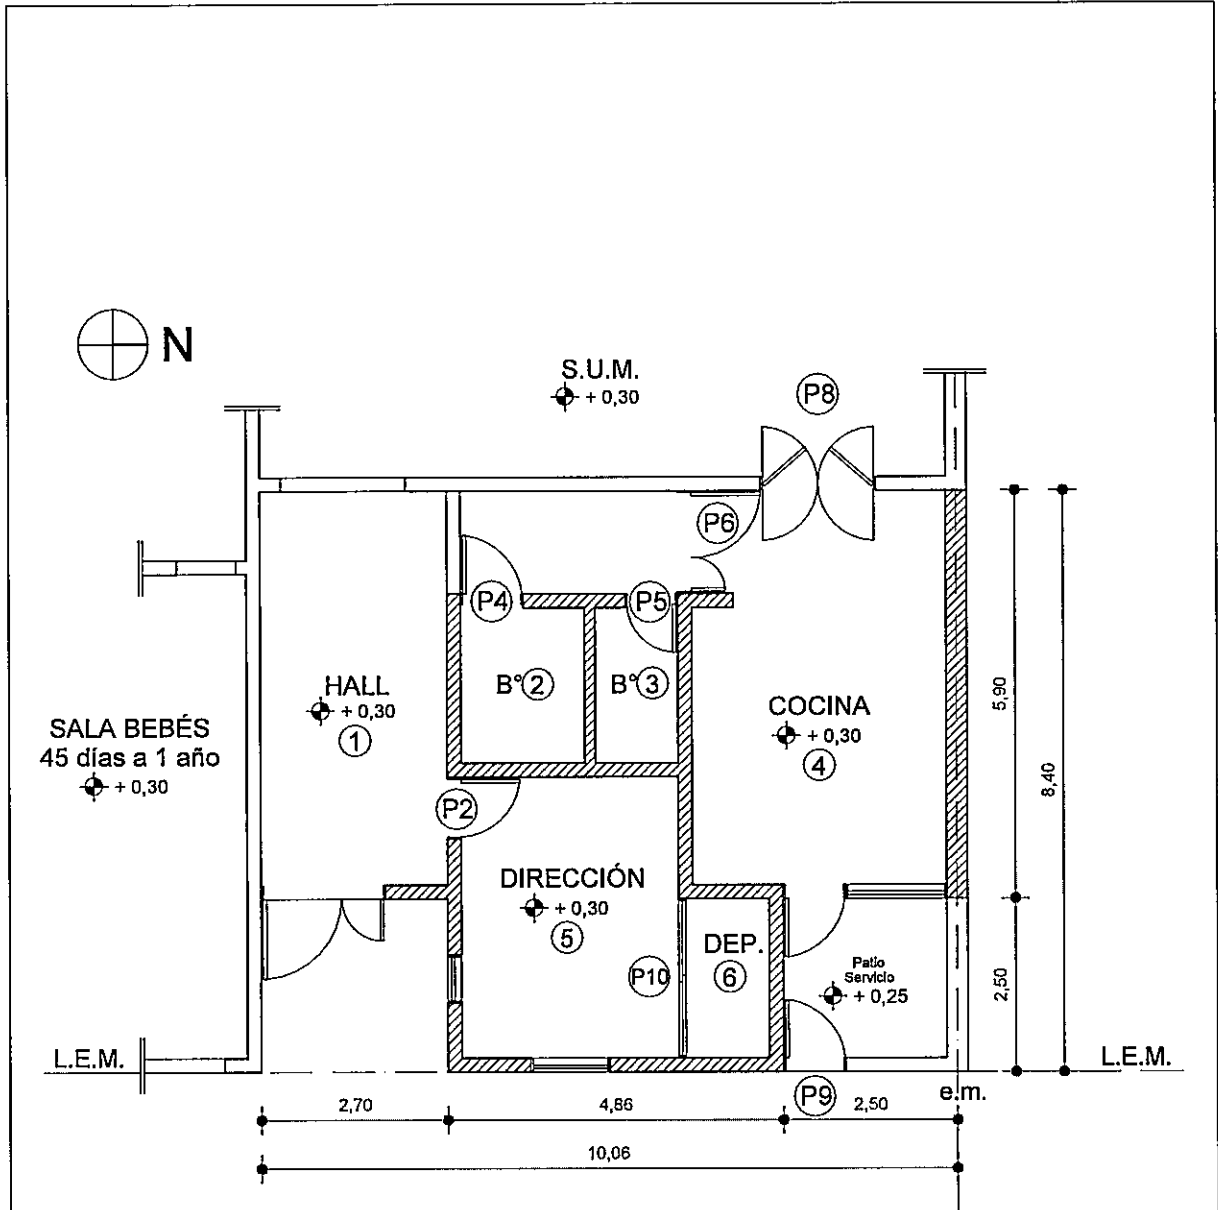 N
S.U.M.
+ 0,30
P8
P6
P4
P5
B° 2
B° 3
HALL
+ 0,30
1
COCINA
+ 0,30
4
SALA BEBÉS
45 días a 1 año
+ 0,30
P2
DIRECCIÓN
+ 0,30
5
DEP.
6
P10
Patio
Servicio
+ 0,25
5,90
8,40
2,50
L.E.M.
L.E.M.
P9
e.m.
2,70
4,86
2,50
10,06